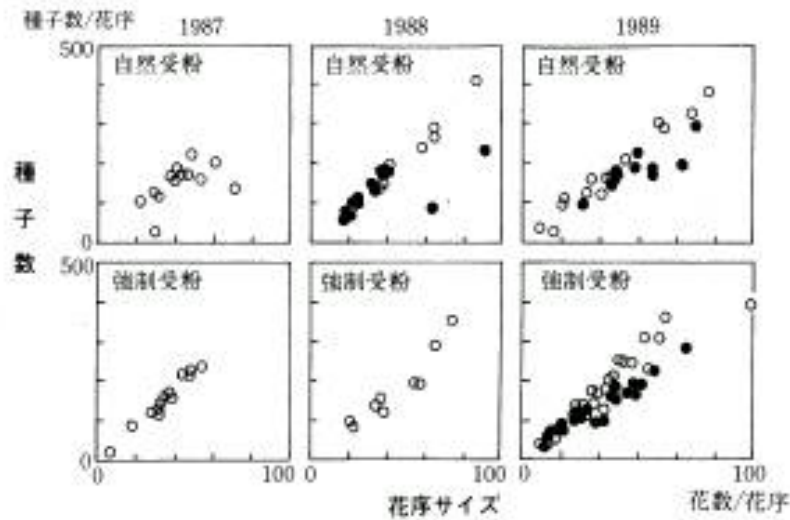 種子数/花序
1987 1988 1989
500
自然受粉 自然受粉 自然受粉
種子数
0
500
強制受粉 強制受粉 強制受粉
0
0 100 0 100 0 100
花序サイズ 花数/花序